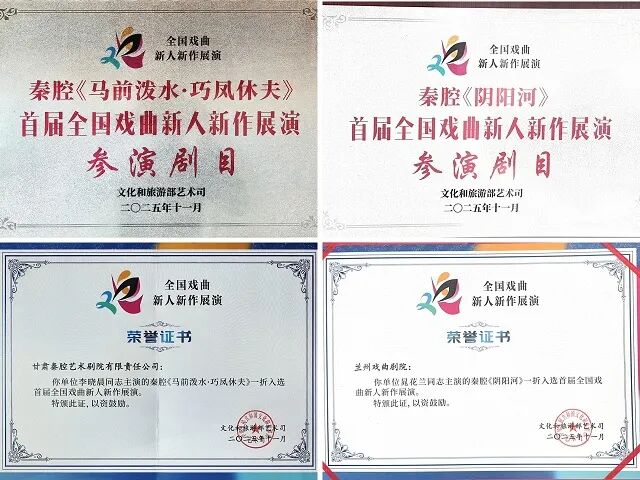 全国戏曲
新人新作展演
秦腔《马前泼水·巧凤休夫》
首届全国戏曲新人新作展演
参演剧目
文化和旅游部艺术司
二〇二五年十一月
全国戏曲
新人新作展演
秦腔《阴阳河》
首届全国戏曲新人新作展演
参演剧目
文化和旅游部艺术司
二〇二五年十一月
全国戏曲
新人新作展演
荣誉证书
甘肃秦腔艺术剧院有限责任公司：
你单位李晓晨同志主演的秦腔《马前泼水·巧凤休夫》一折入选
首届全国戏曲新人新作展演。
特颁此证，以资鼓励。
文化和旅游部艺术司
二〇二五年十一月
全国戏曲
新人新作展演
荣誉证书
兰州戏曲剧院：
你单位昆花兰同志主演的秦腔《阴阳河》一折入选首届全国戏
曲新人新作展演。
特颁此证，以资鼓励。
文化和旅游部艺术司
二〇二五年十一月